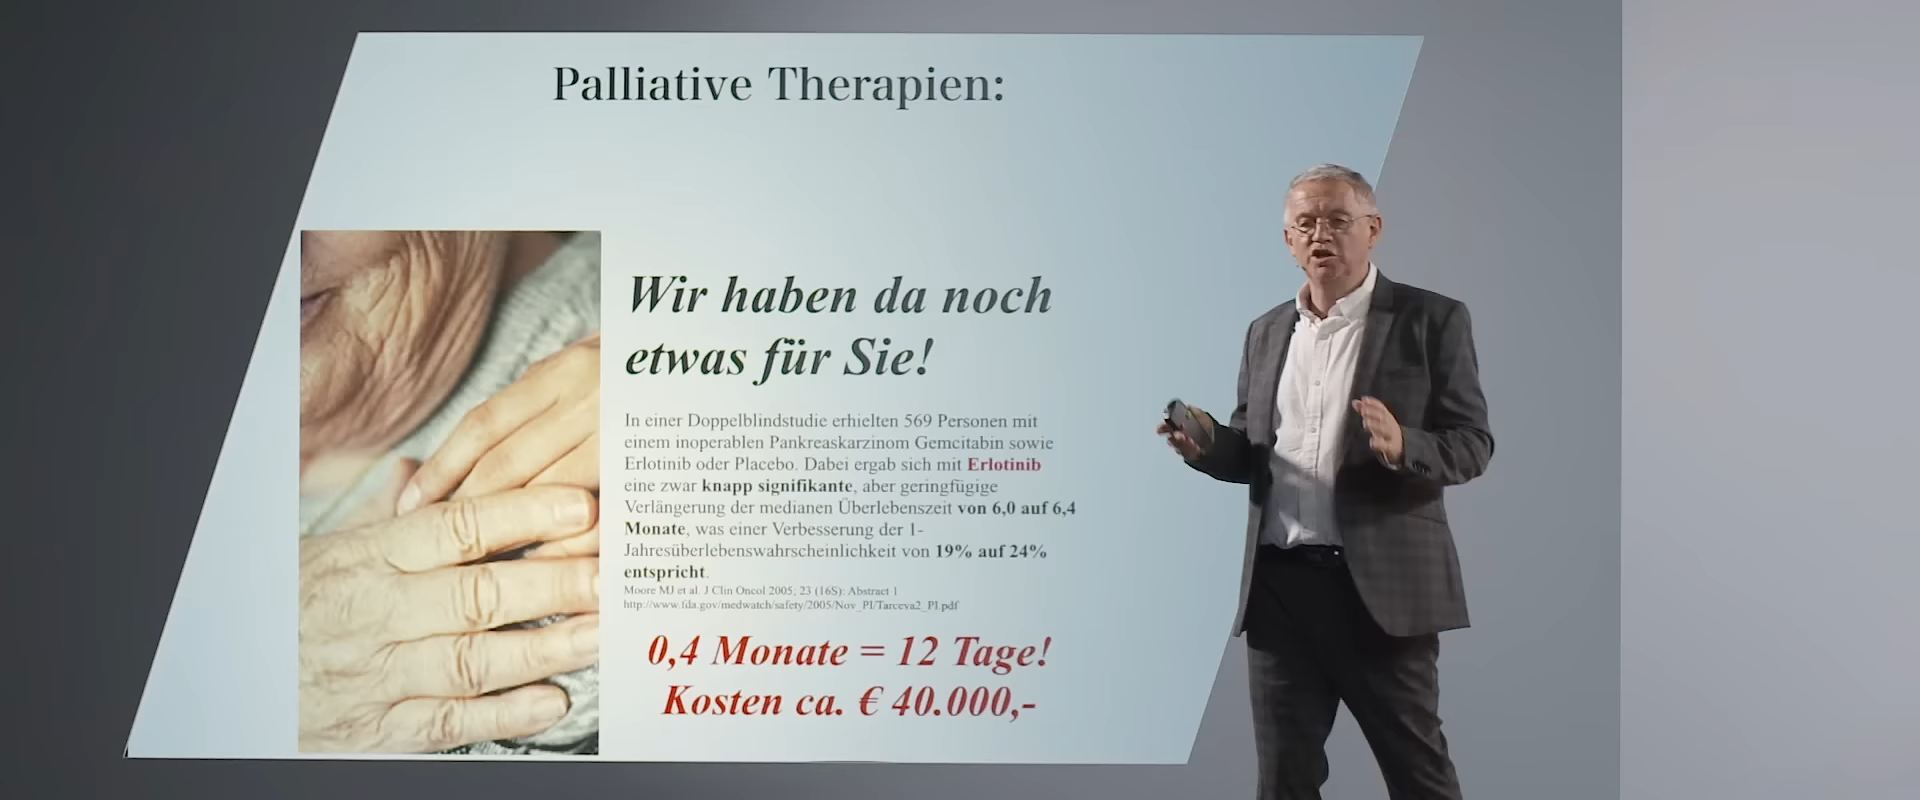 Palliative Therapien:
Wir haben da noch
etwas für Sie!
In einer Doppelblindstudie erhielten 569 Personen mit
einem inoperablen Pankreaskarzinom Gemcitabin sowie
Erlotinib oder Placebo. Dabei ergab sich mit Erlotinib
eine zwar knapp signifikante, aber geringfügige
Verlängerung der medianen Überlebenszeit von 6,0 auf 6,4
Monate, was einer Verbesserung der 1-
Jahresüberlebenswahrscheinlichkeit von 19% auf 24%
entspricht.
Moore MJ et al. J Clin Oncol 2005; 23 (16S): Abstract 1
http://www.fda.gov/medwatch/safety/2005/Nov_PI/Tarceva2_PI.pdf
0,4 Monate = 12 Tage!
Kosten ca. € 40.000,-